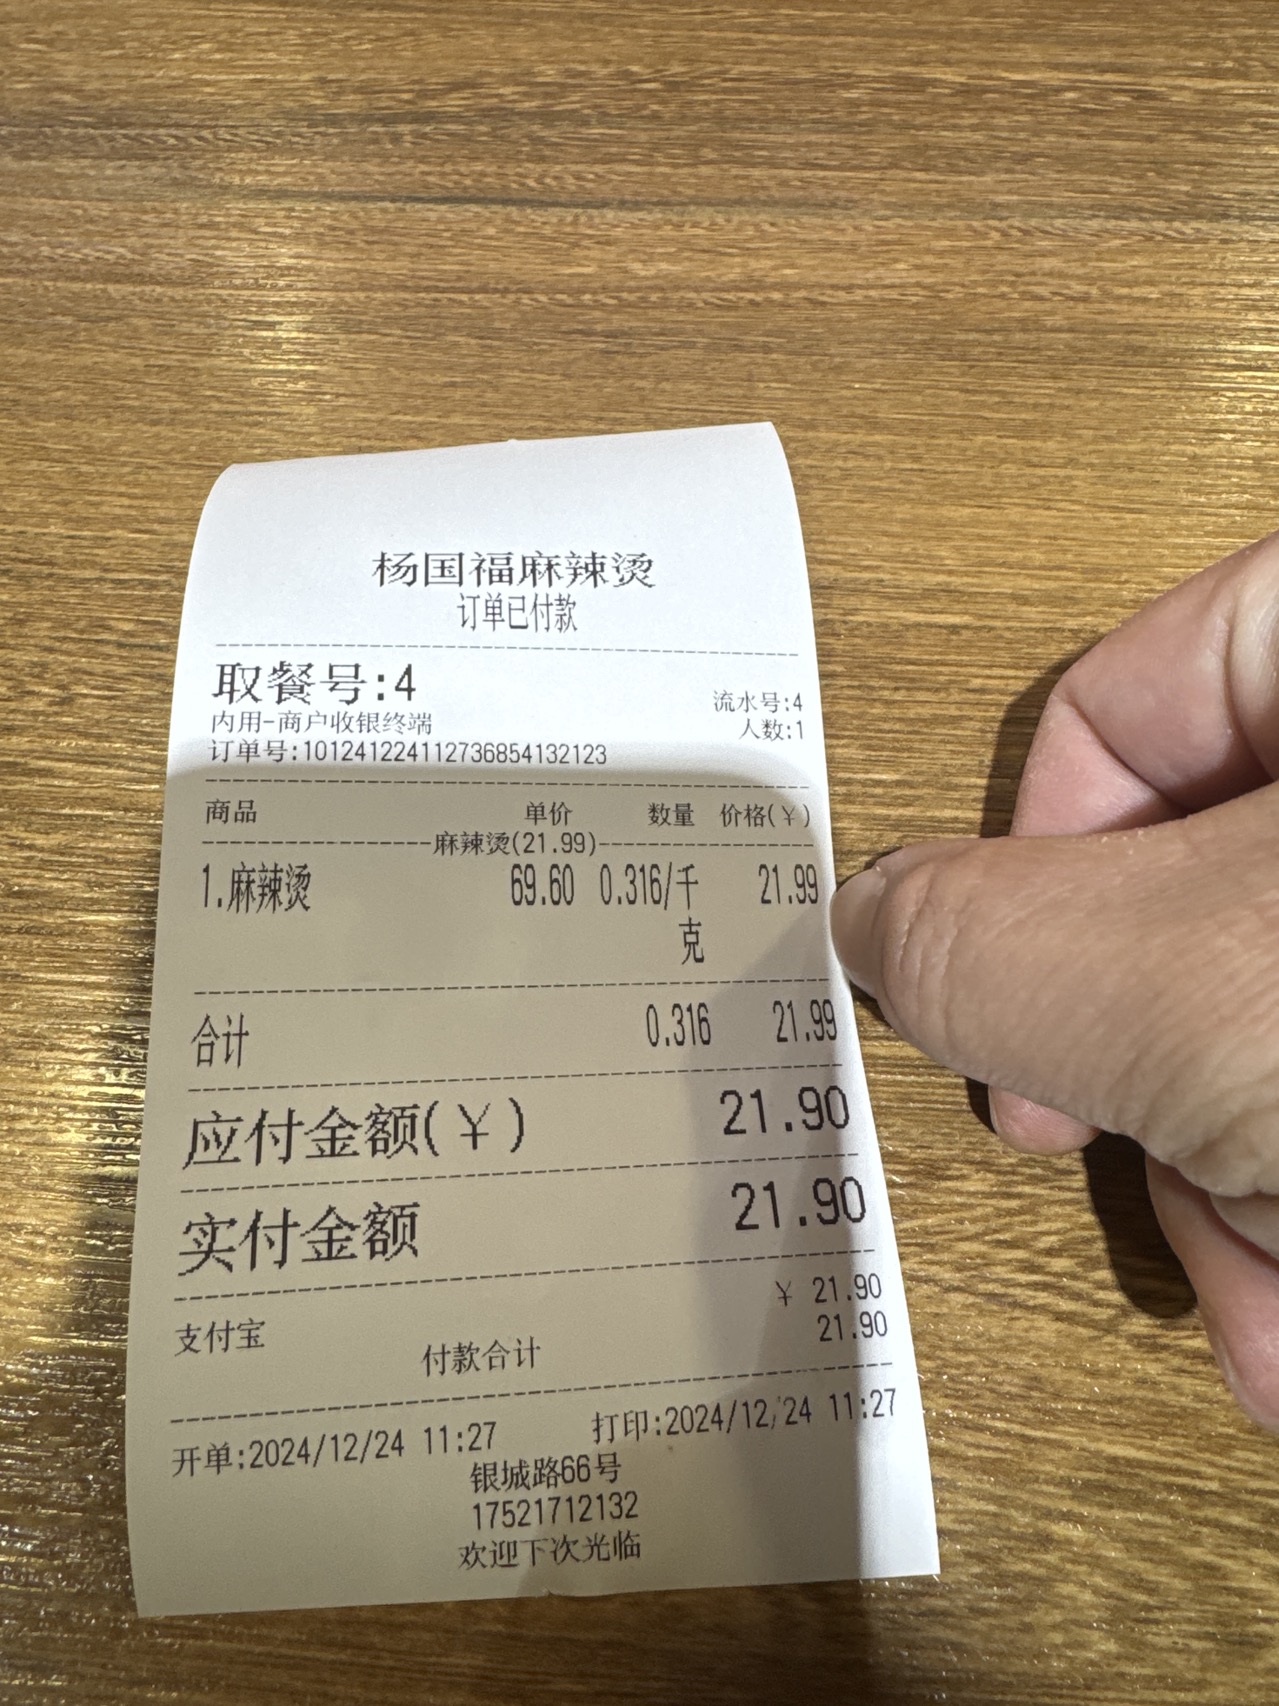 杨国福麻辣烫
订单已付款
取餐号:4
流水号:4
内用-商户收银终端
人数:1
订单号:10124122411273685413​2123
商品 单价 数量 价格(¥)
麻辣烫(21.99)
1.麻辣烫 69.60 0.316/千克 21.99
合计 0.316 21.99
应付金额(¥) 21.90
实付金额 21.90
支付宝 ¥ 21.90
付款合计 21.90
开单:2024/12/24 11:27 打印:2024/12/24 11:27
银城路66号
17521712132
欢迎下次光临